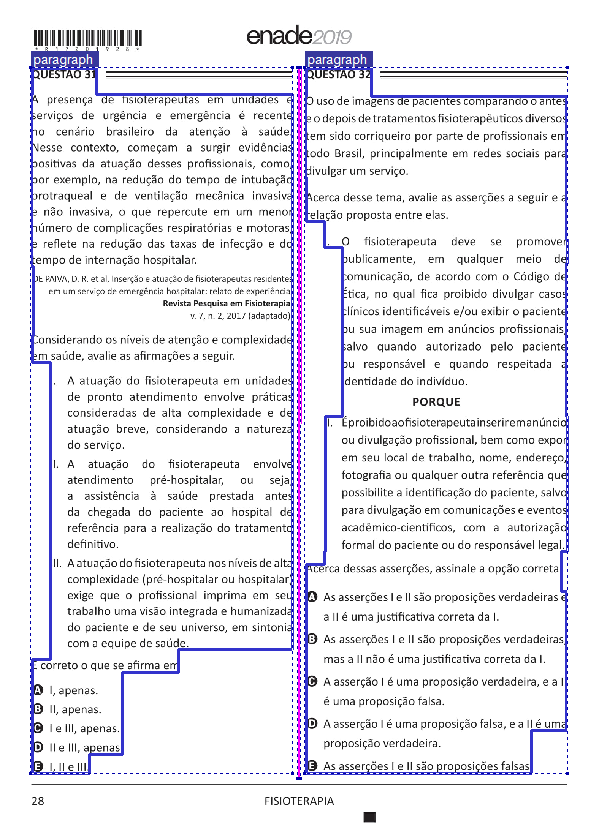 *R17201928*
enade2019
paragraph
QUESTÃO 31
A presença de fisioterapeutas em unidades e
serviços de urgência e emergência é recente
no cenário brasileiro da atenção à saúde.
Nesse contexto, começam a surgir evidências
positivas da atuação desses profissionais, como,
por exemplo, na redução do tempo de intubação
orotraqueal e de ventilação mecânica invasiva
e não invasiva, o que repercute em um menor
número de complicações respiratórias e motoras,
e reflete na redução das taxas de infecção e do
tempo de internação hospitalar.
DE PAIVA, D. R. et al. Inserção e atuação de fisioterapeutas residentes
em um serviço de emergência hospitalar: relato de experiência.
Revista Pesquisa em Fisioterapia,
v. 7, n. 2, 2017 (adaptado).
Considerando os níveis de atenção e complexidade
em saúde, avalie as afirmações a seguir.
I. A atuação do fisioterapeuta em unidades
de pronto atendimento envolve práticas
consideradas de alta complexidade e de
atuação breve, considerando a natureza
do serviço.
II. A atuação do fisioterapeuta envolve
atendimento pré-hospitalar, ou seja,
a assistência à saúde prestada antes
da chegada do paciente ao hospital de
referência para a realização do tratamento
definitivo.
III. A atuação do fisioterapeuta nos níveis de alta
complexidade (pré-hospitalar ou hospitalar)
exige que o profissional imprima em seu
trabalho uma visão integrada e humanizada
do paciente e de seu universo, em sintonia
com a equipe de saúde.
É correto o que se afirma em
A I, apenas.
B II, apenas.
C I e III, apenas.
D II e III, apenas.
E I, II e III.
paragraph
QUESTÃO 32
O uso de imagens de pacientes comparando o antes
e o depois de tratamentos fisioterapêuticos diversos
tem sido corriqueiro por parte de profissionais em
todo Brasil, principalmente em redes sociais para
divulgar um serviço.
Acerca desse tema, avalie as asserções a seguir e a
relação proposta entre elas.
I. O fisioterapeuta deve se promover
publicamente, em qualquer meio de
comunicação, de acordo com o Código de
Ética, no qual fica proibido divulgar casos
clínicos identificáveis e/ou exibir o paciente
ou sua imagem em anúncios profissionais,
salvo quando autorizado pelo paciente
ou responsável e quando respeitada a
identidade do indivíduo.
PORQUE
II. É proibido ao fisioterapeuta inserir em anúncio
ou divulgação profissional, bem como expor
em seu local de trabalho, nome, endereço,
fotografia ou qualquer outra referência que
possibilite a identificação do paciente, salvo
para divulgação em comunicações e eventos
acadêmico-científicos, com a autorização
formal do paciente ou do responsável legal.
Acerca dessas asserções, assinale a opção correta.
A As asserções I e II são proposições verdadeiras e
a II é uma justificativa correta da I.
B As asserções I e II são proposições verdadeiras,
mas a II não é uma justificativa correta da I.
C A asserção I é uma proposição verdadeira, e a II
é uma proposição falsa.
D A asserção I é uma proposição falsa, e a II é uma
proposição verdadeira.
E As asserções I e II são proposições falsas.
28
FISIOTERAPIA